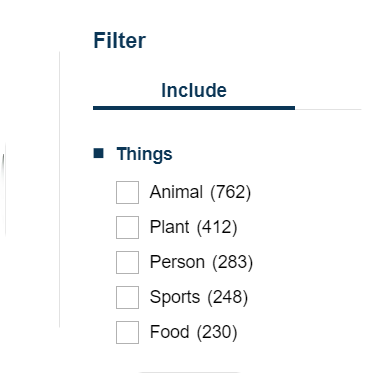 Filter
Include
Things
Animal (762)
Plant (412)
Person (283)
Sports (248)
Food (230)